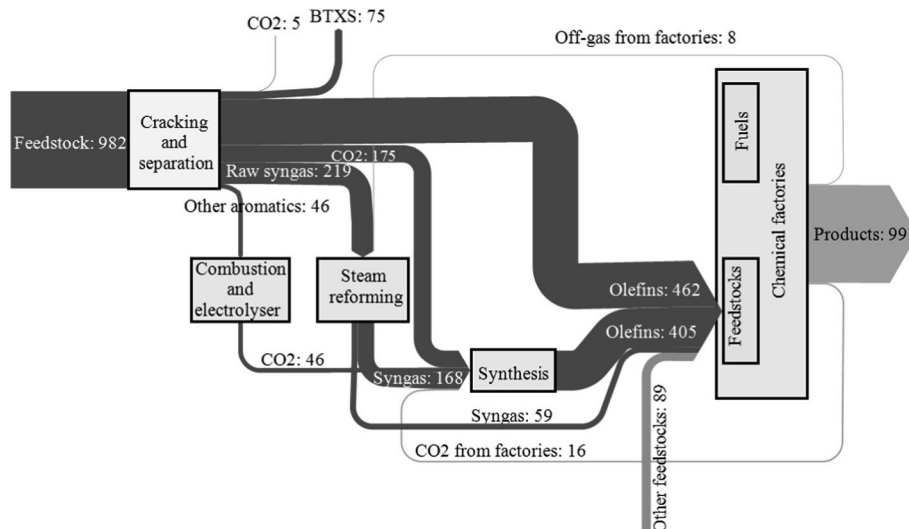 CO2: 5
BTXS: 75
Off-gas from factories: 8
Feedstock: 982
Cracking
and
separation
CO2: 175
Raw syngas: 219
Other aromatics: 46
Fuels
Chemical factories
Products: 99
Combustion
and
electrolyser
Steam
reforming
Olefins: 462
Feedstocks
Olefins: 405
CO2: 46
Syngas: 168
Synthesis
Syngas: 59
CO2 from factories: 16
Other feedstocks: 89